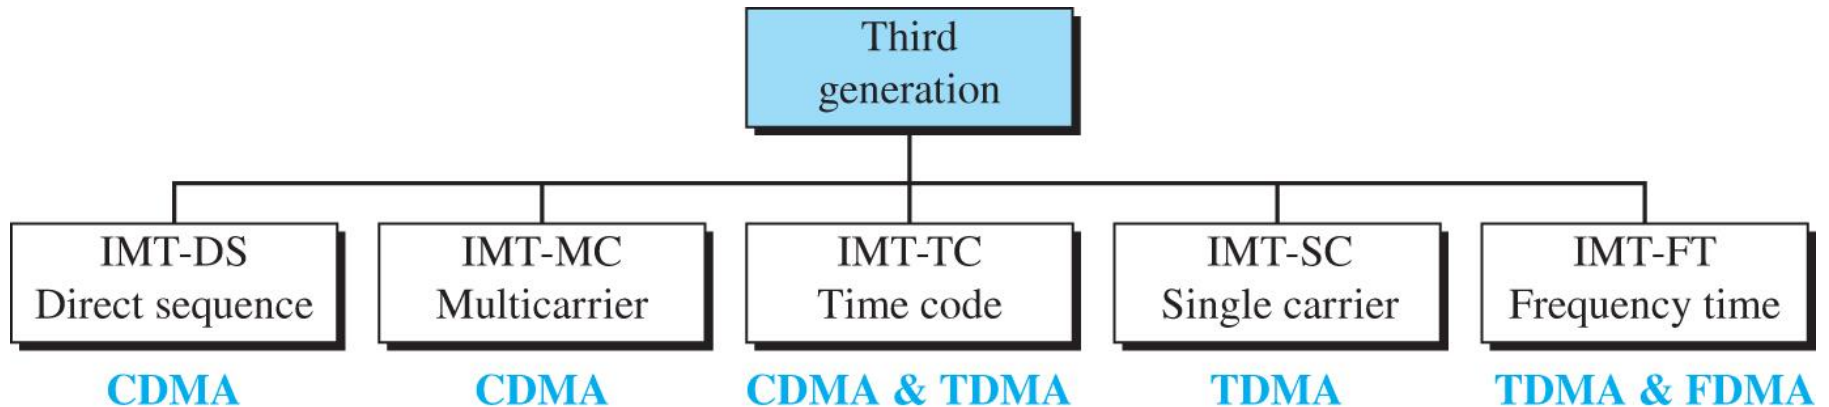 Third
generation
IMT-DS
Direct sequence
IMT-MC
Multicarrier
IMT-TC
Time code
IMT-SC
Single carrier
IMT-FT
Frequency time
CDMA
CDMA
CDMA & TDMA
TDMA
TDMA & FDMA